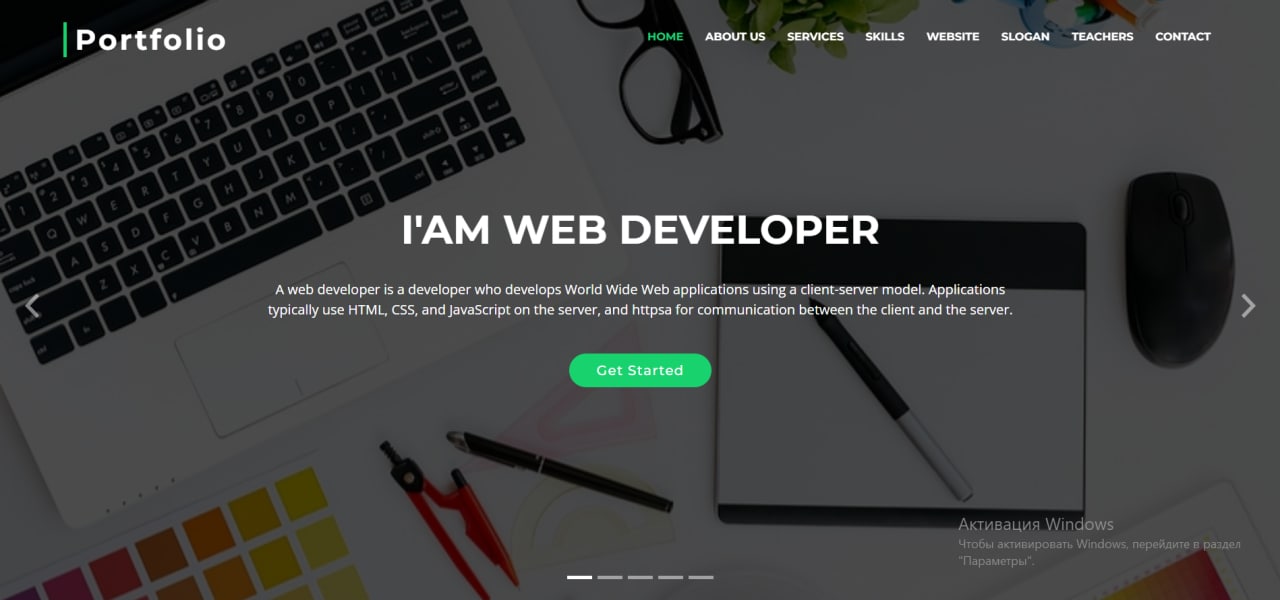 Portfolio
HOME ABOUT US SERVICES SKILLS WEBSITE SLOGAN TEACHERS CONTACT
I'AM WEB DEVELOPER
A web developer is a developer who develops World Wide Web applications using a client-server model. Applications
typically use HTML, CSS, and JavaScript on the server, and httpsa for communication between the client and the server.
Get Started
Активация Windows
Чтобы активировать Windows, перейдите в раздел
"Параметры".